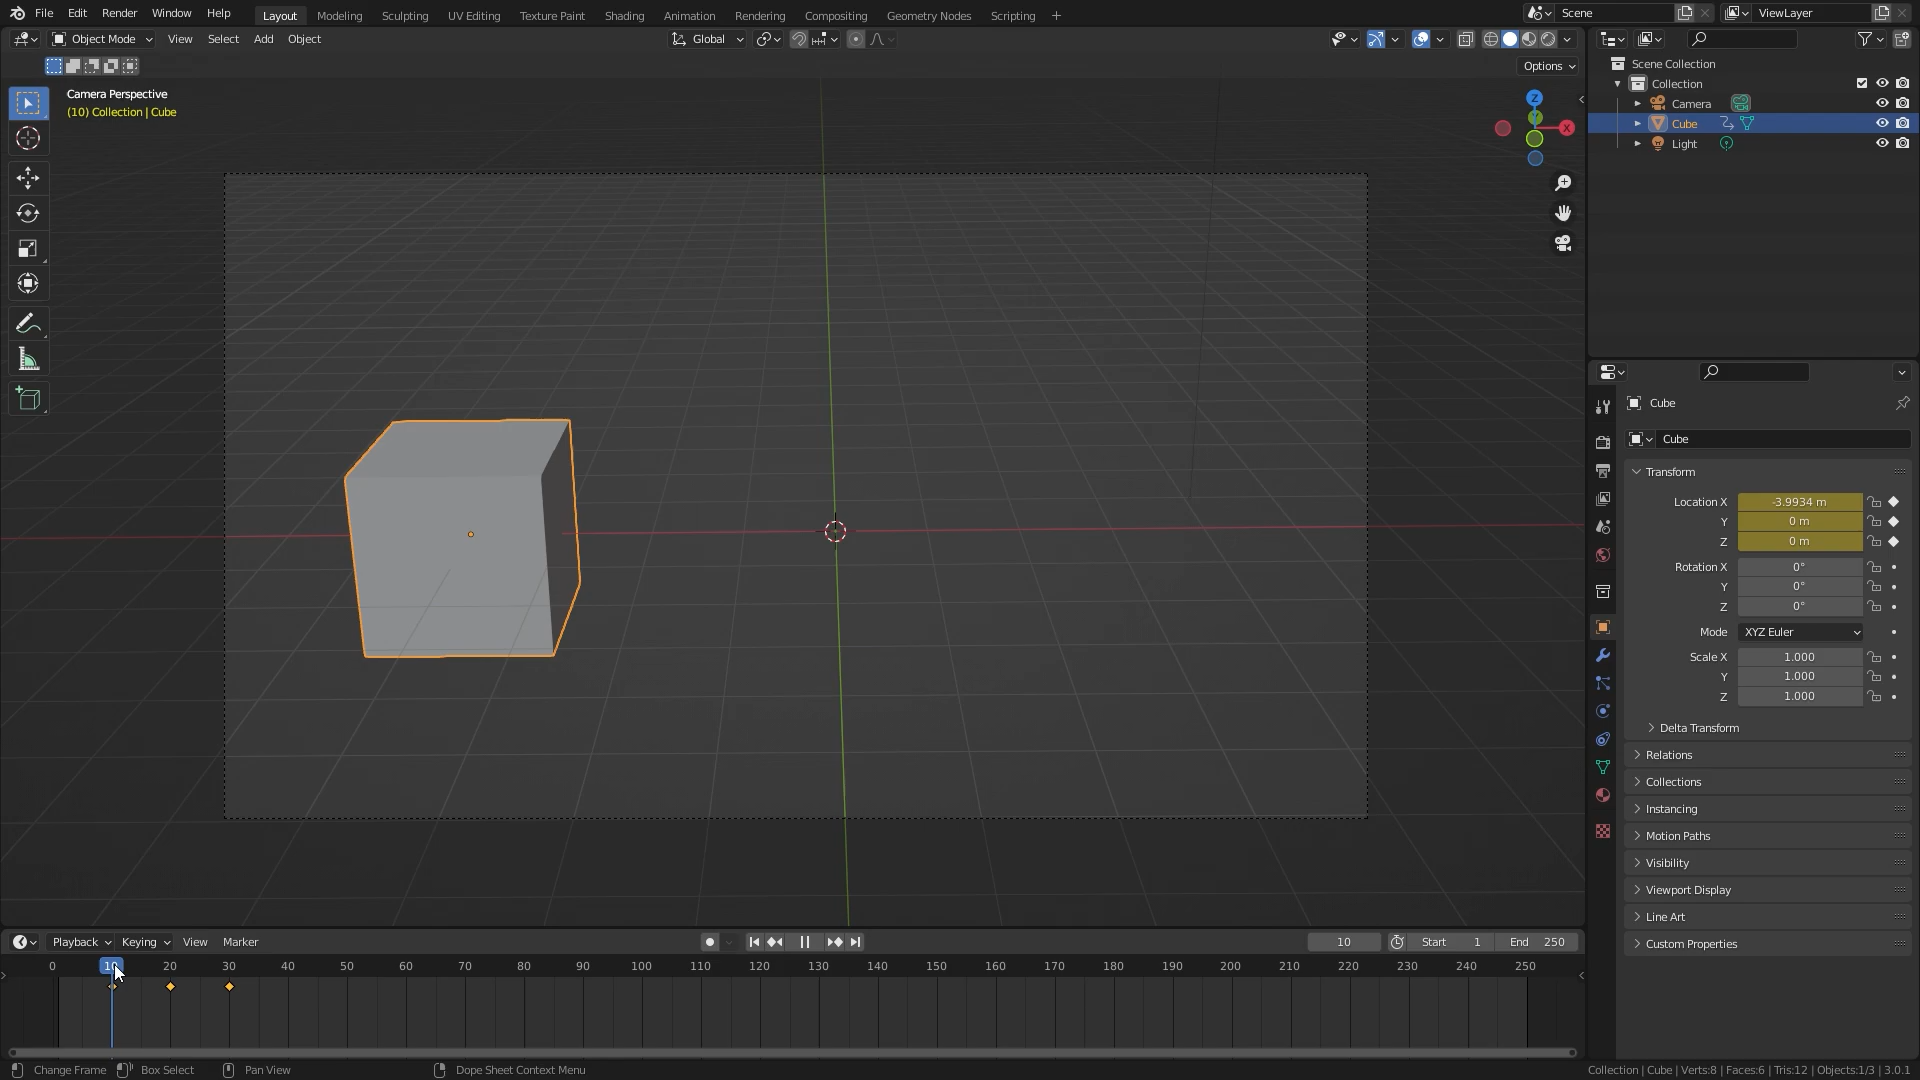 File Edit Render Window Help Layout Modeling Sculpting UV Editing Texture Paint Shading Animation Rendering Compositing Geometry Nodes Scripting + Scene ViewLayer
Object Mode View Select Add Object Global
Options
Camera Perspective
(10) Collection | Cube
Z
X
Scene Collection
Collection
Camera
Cube
Light
Cube
Cube
Transform
Location X -3.9934 m
Y 0 m
Z 0 m
Rotation X 0°
Y 0°
Z 0°
Mode XYZ Euler
Scale X 1.000
Y 1.000
Z 1.000
Delta Transform
Relations
Collections
Instancing
Motion Paths
Visibility
Viewport Display
Line Art
Custom Properties
Playback Keying View Marker 10 Start 1 End 250
0 10 20 30 40 50 60 70 80 90 100 110 120 130 140 150 160 170 180 190 200 210 220 230 240 250
Change Frame Box Select Pan View Dope Sheet Context Menu Collection | Cube | Verts:8 | Faces:6 | Tris:12 | Objects:1/3 | 3.0.1